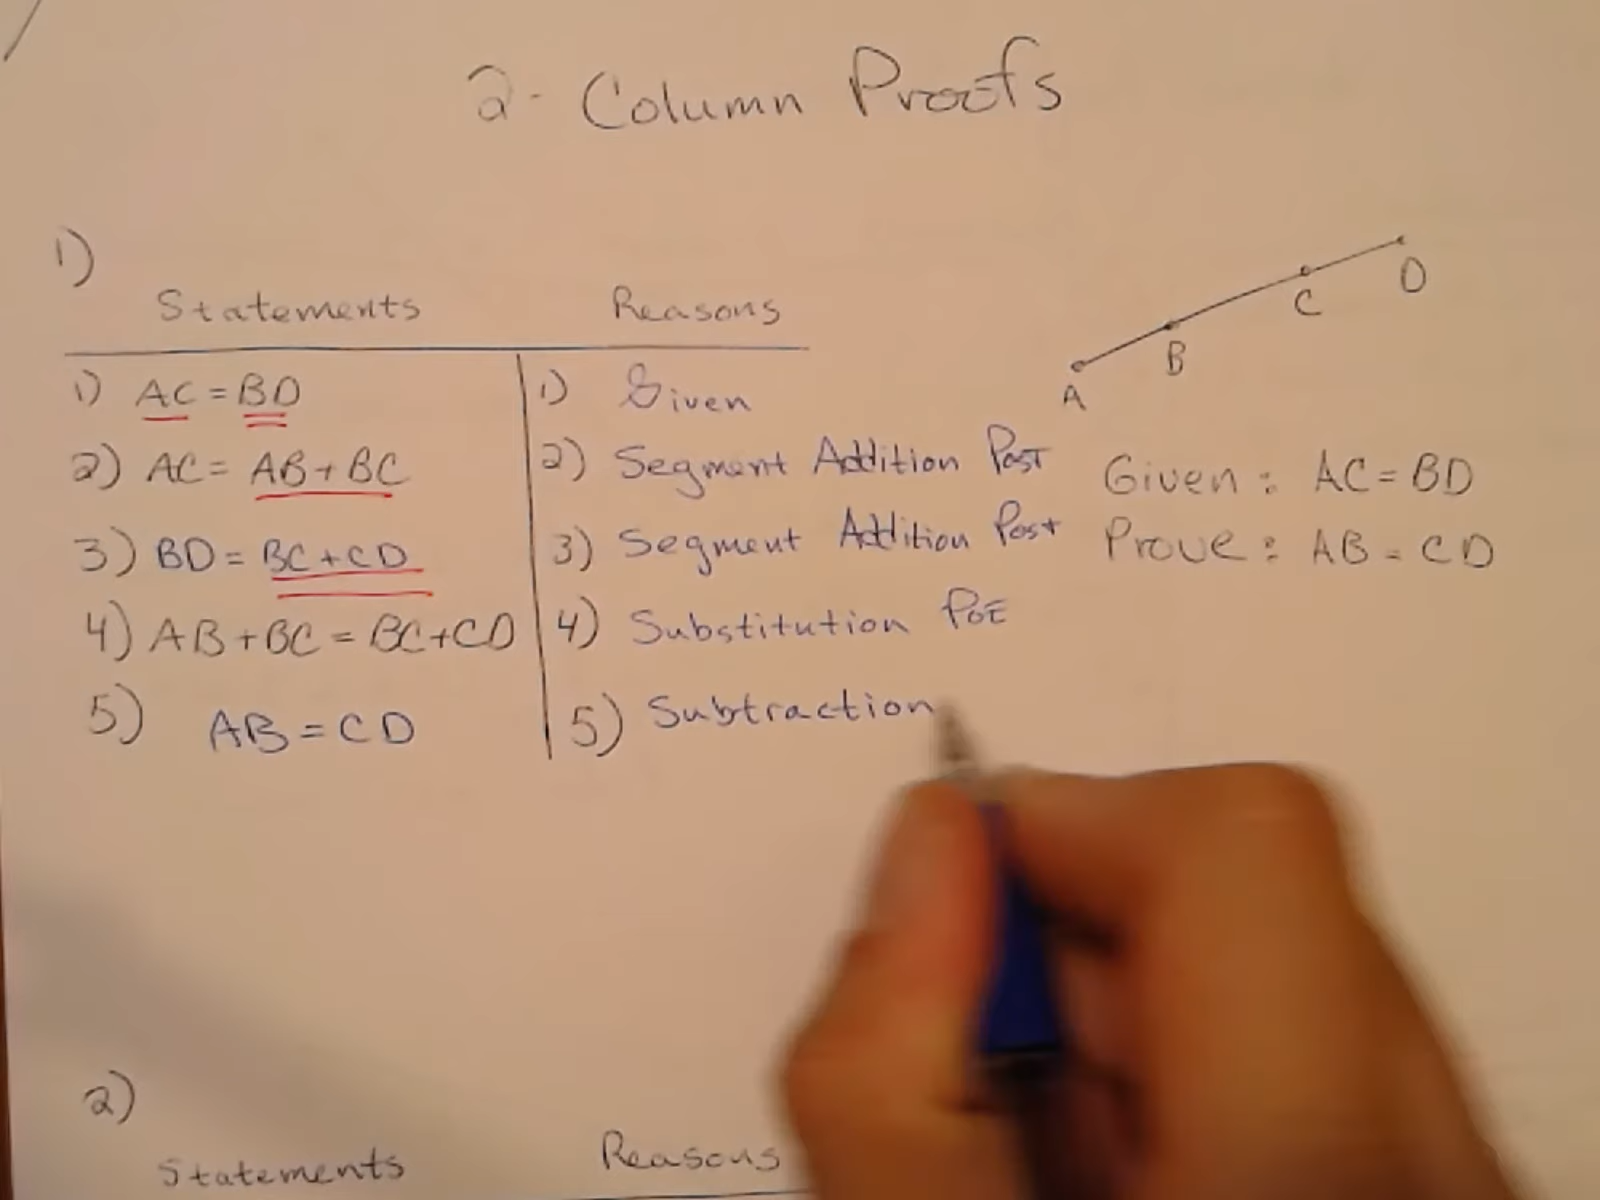 2- Column Proofs
1)
Statements Reasons
1) AC = BD 1) Given
2) AC = AB + BC 2) Segment Addition Post
3) BD = BC + CD 3) Segment Addition Post
4) AB + BC = BC + CD 4) Substitution PoE
5) AB = CD 5) Subtraction
A B C D
Given : AC = BD
Prove : AB = CD
2)
Statements Reasons